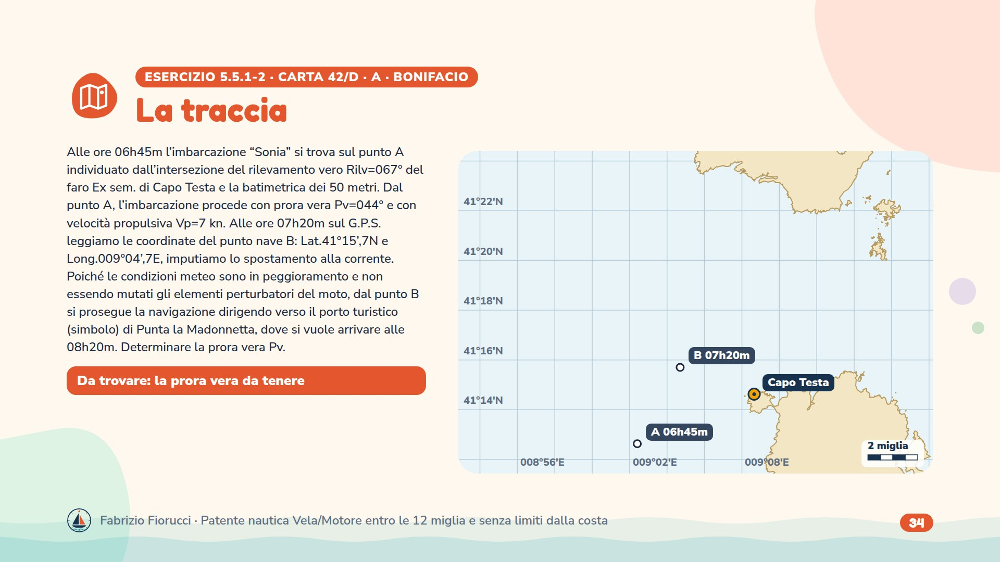 ESERCIZIO 5.5.1-2 · CARTA 42/D · A · BONIFACIO
La traccia
Alle ore 06h45m l’imbarcazione “Sonia” si trova sul punto A
individuato dall’intersezione del rilevamento vero Rilv=067° del
faro Ex sem. di Capo Testa e la batimetrica dei 50 metri. Dal
punto A, l’imbarcazione procede con prora vera Pv=044° e con
velocità propulsiva Vp=7 kn. Alle ore 07h20m sul G.P.S.
leggiamo le coordinate del punto nave B: Lat.41°15’,7N e
Long.009°04’,7E, imputiamo lo spostamento alla corrente.
Poiché le condizioni meteo sono in peggioramento e non
essendo mutati gli elementi perturbatori del moto, dal punto B
si prosegue la navigazione dirigendo verso il porto turistico
(simbolo) di Punta la Madonnetta, dove si vuole arrivare alle
08h20m. Determinare la prora vera Pv.
Da trovare: la prora vera da tenere
41°22'N
41°20'N
41°18'N
41°16'N
B 07h20m
Capo Testa
41°14'N
A 06h45m
2 miglia
008°56'E
009°02'E
009°08'E
Fabrizio Fiorucci · Patente nautica Vela/Motore entro le 12 miglia e senza limiti dalla costa
34